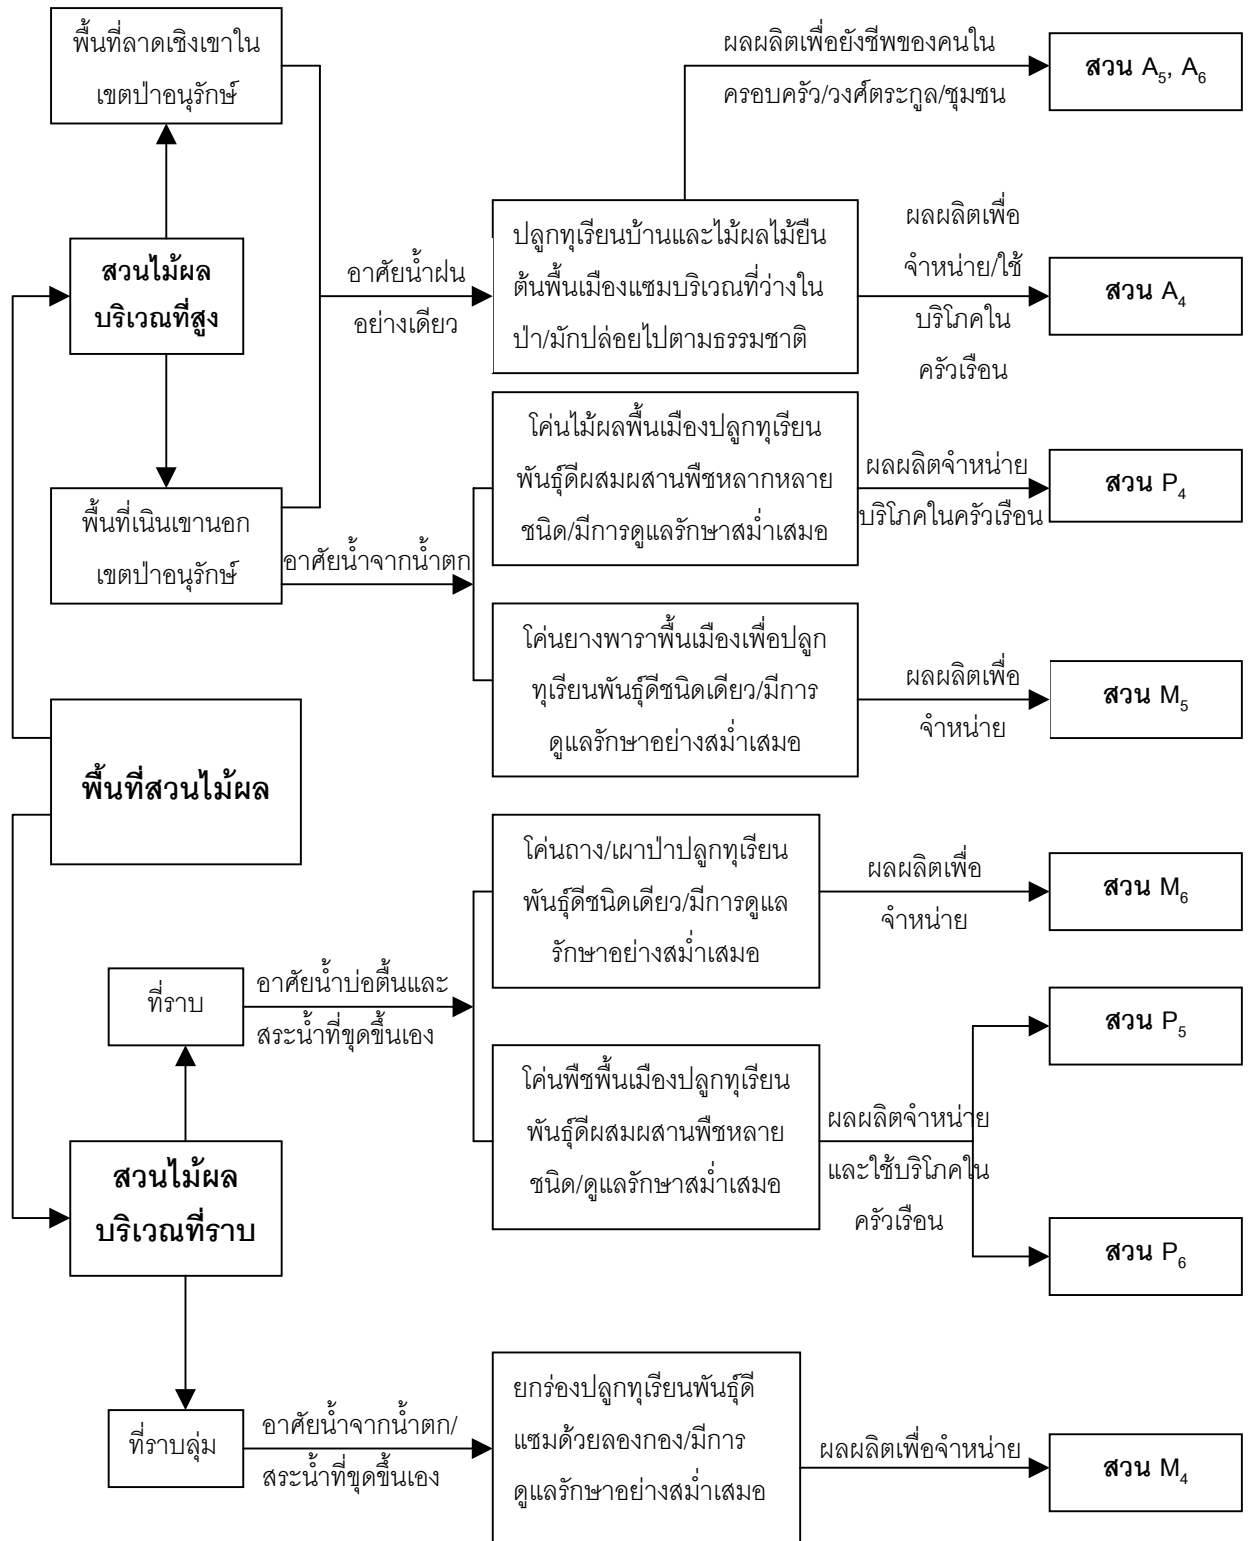 พื้นที่ลาดเชิงเขาใน
เขตป่าอนุรักษ์
ผลผลิตเพื่อยังชีพของคนใน
ครอบครัว/วงศ์ตระกูล/ชุมชน
สวน A5, A6
สวนไม้ผล
บริเวณที่สูง
อาศัยน้ำฝน
อย่างเดียว
ปลูกทุเรียนบ้านและไม้ผลไม้ยืน
ต้นพื้นเมืองแซมบริเวณที่ว่างใน
ป่า/มักปล่อยไปตามธรรมชาติ
ผลผลิตเพื่อ
จำหน่าย/ใช้
บริโภคใน
ครัวเรือน
สวน A4
พื้นที่เนินเขานอก
เขตป่าอนุรักษ์
อาศัยน้ำจากน้ำตก
โค่นไม้ผลพื้นเมืองปลูกทุเรียน
พันธุ์ดีผสมผสานพืชหลากหลาย
ชนิด/มีการดูแลรักษาสม่ำเสมอ
ผลผลิตจำหน่าย
บริโภคในครัวเรือน
สวน P4
โค่นยางพาราพื้นเมืองเพื่อปลูก
ทุเรียนพันธุ์ดีชนิดเดียว/มีการ
ดูแลรักษาอย่างสม่ำเสมอ
ผลผลิตเพื่อ
จำหน่าย
สวน M5
พื้นที่สวนไม้ผล
โค่นถาง/เผาป่าปลูกทุเรียน
พันธุ์ดีชนิดเดียว/มีการดูแล
รักษาอย่างสม่ำเสมอ
ผลผลิตเพื่อ
จำหน่าย
สวน M6
ที่ราบ
อาศัยน้ำบ่อตื้นและ
สระน้ำที่ขุดขึ้นเอง
โค่นพืชพื้นเมืองปลูกทุเรียน
พันธุ์ดีผสมผสานพืชหลาย
ชนิด/ดูแลรักษาสม่ำเสมอ
ผลผลิตจำหน่าย
และใช้บริโภคใน
ครัวเรือน
สวน P5
สวน P6
สวนไม้ผล
บริเวณที่ราบ
ที่ราบลุ่ม
อาศัยน้ำจากน้ำตก/
สระน้ำที่ขุดขึ้นเอง
ยกร่องปลูกทุเรียนพันธุ์ดี
แซมด้วยลองกอง/มีการ
ดูแลรักษาอย่างสม่ำเสมอ
ผลผลิตเพื่อจำหน่าย
สวน M4